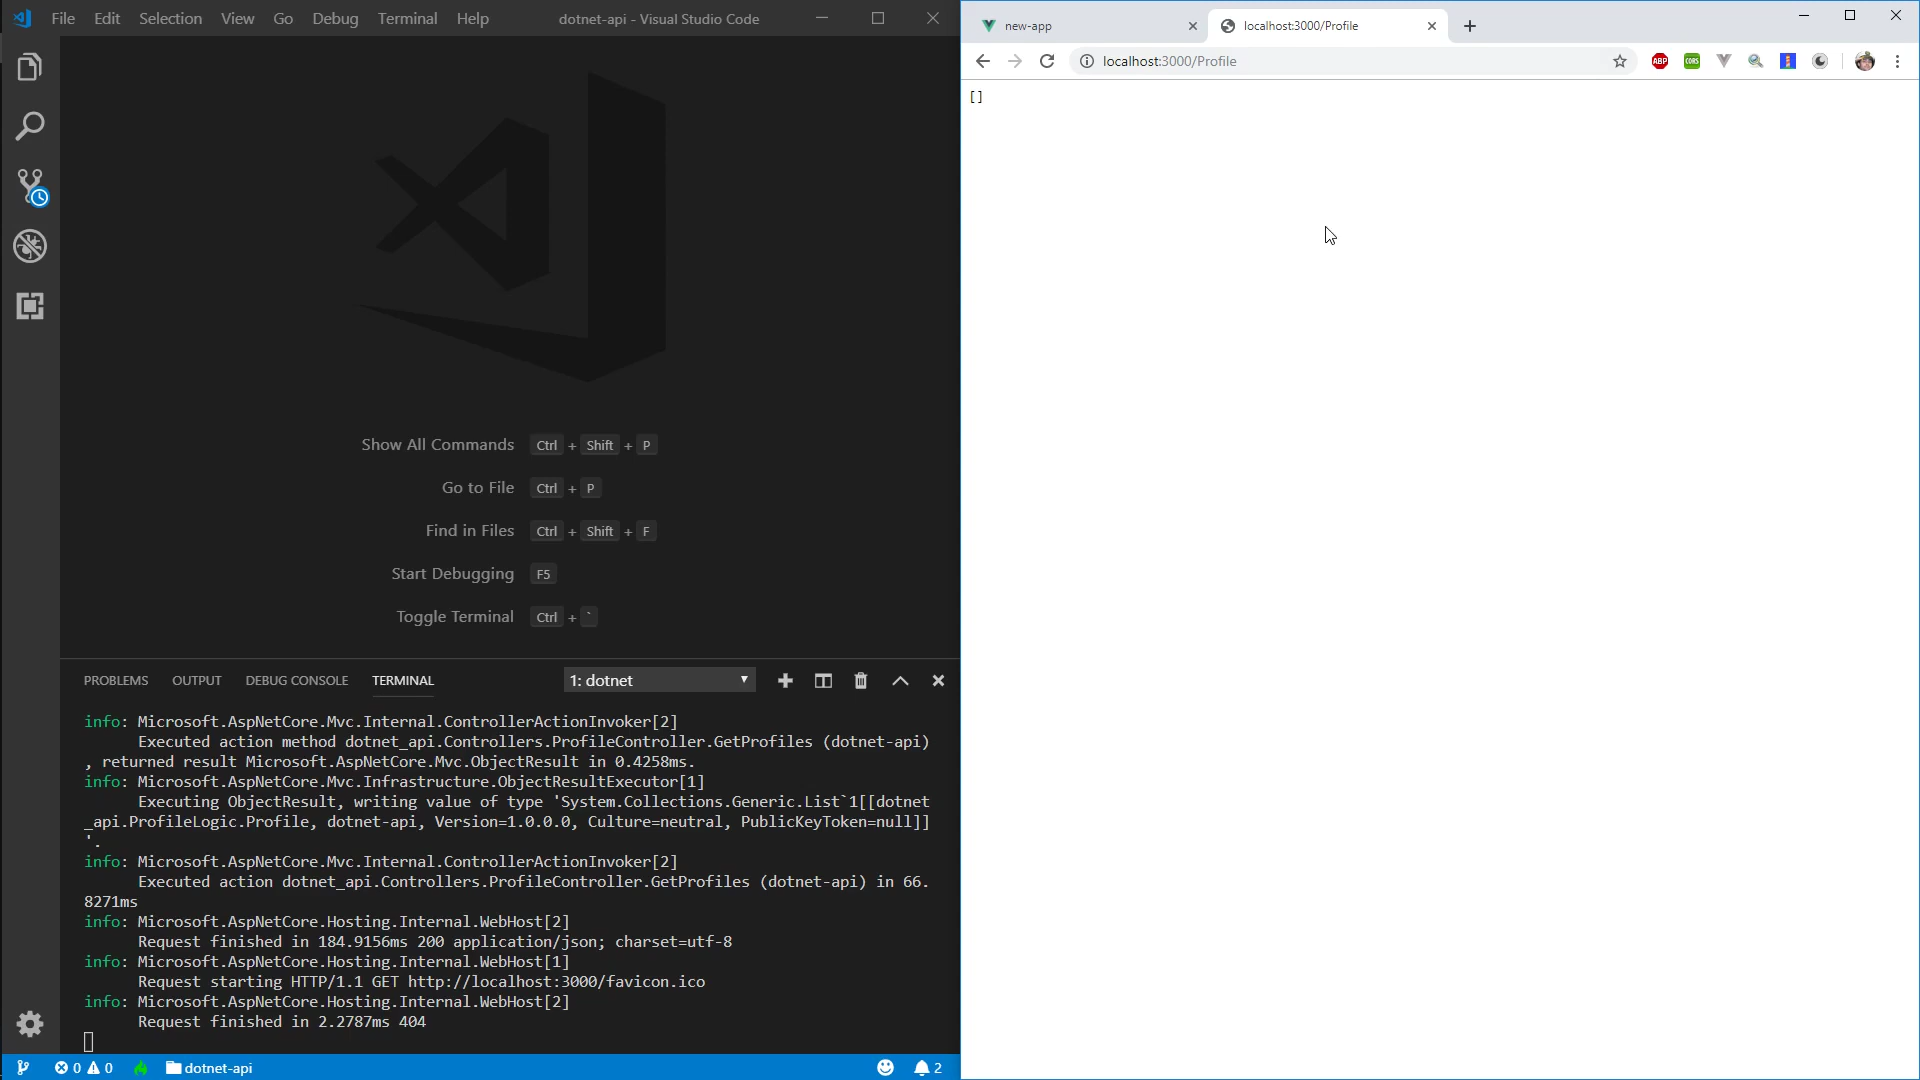 File Edit Selection View Go Debug Terminal Help dotnet-api - Visual Studio Code
Show All Commands Ctrl + Shift + P
Go to File Ctrl + P
Find in Files Ctrl + Shift + F
Start Debugging F5
Toggle Terminal Ctrl + `
PROBLEMS OUTPUT DEBUG CONSOLE TERMINAL 1: dotnet
info: Microsoft.AspNetCore.Mvc.Internal.ControllerActionInvoker[2]
Executed action method dotnet_api.Controllers.ProfileController.GetProfiles (dotnet-api)
, returned result Microsoft.AspNetCore.Mvc.ObjectResult in 0.4258ms.
info: Microsoft.AspNetCore.Mvc.Infrastructure.ObjectResultExecutor[1]
Executing ObjectResult, writing value of type 'System.Collections.Generic.List`1[[dotnet
_api.ProfileLogic.Profile, dotnet-api, Version=1.0.0.0, Culture=neutral, PublicKeyToken=null]]
'.
info: Microsoft.AspNetCore.Mvc.Internal.ControllerActionInvoker[2]
Executed action dotnet_api.Controllers.ProfileController.GetProfiles (dotnet-api) in 66.
8271ms
info: Microsoft.AspNetCore.Hosting.Internal.WebHost[2]
Request finished in 184.9156ms 200 application/json; charset=utf-8
info: Microsoft.AspNetCore.Hosting.Internal.WebHost[1]
Request starting HTTP/1.1 GET http://localhost:3000/favicon.ico
info: Microsoft.AspNetCore.Hosting.Internal.WebHost[2]
Request finished in 2.2787ms 404
0 0 dotnet-api 2
new-app localhost:3000/Profile
localhost:3000/Profile ABP CORS
[]